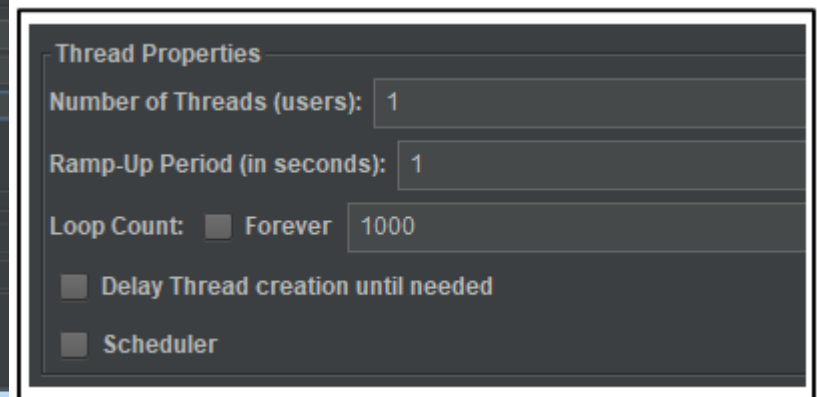 Thread Properties
Number of Threads (users): 1
Ramp-Up Period (in seconds): 1
Loop Count: Forever 1000
Delay Thread creation until needed
Scheduler